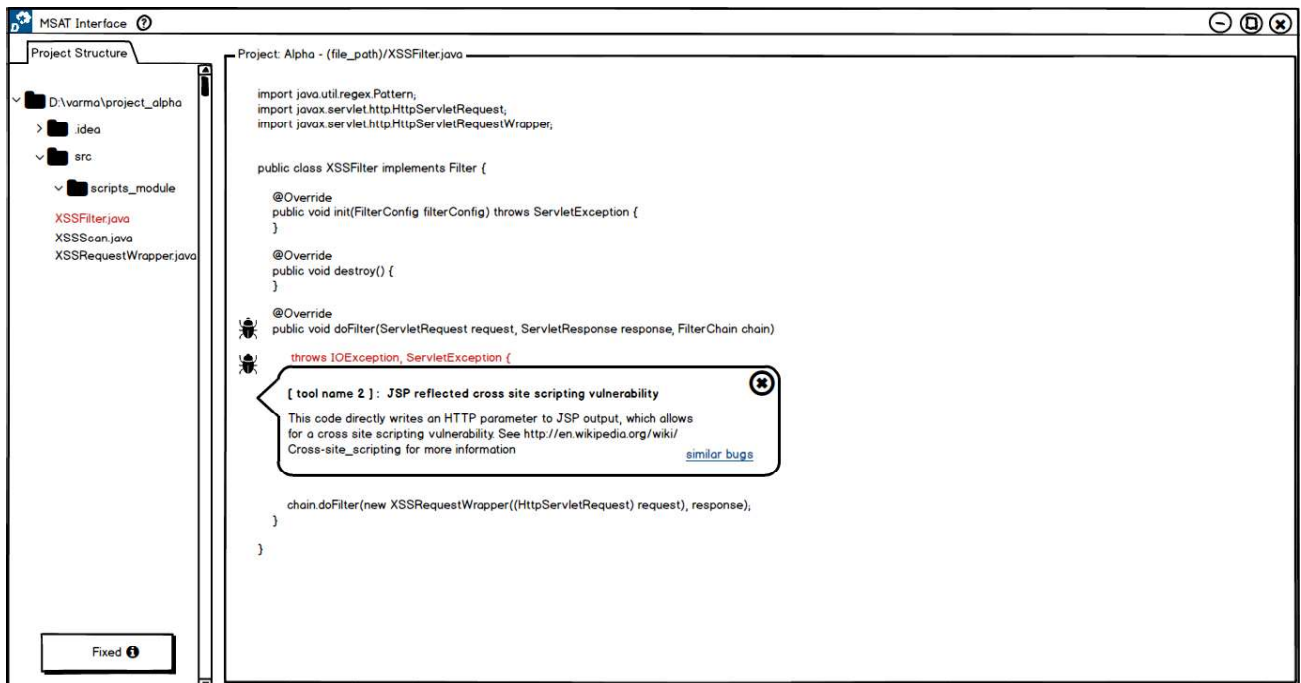 MSAT Interface
Project Structure
D:\varma\project_alpha
.idea
src
scripts_module
XSSFilter.java
XSSScan.java
XSSRequestWrapper.java
Fixed
Project: Alpha - (file_path)/XSSFilter.java
import java.util.regex.Pattern;
import javax.servlet.http.HttpServletRequest;
import javax.servlet.http.HttpServletRequestWrapper;
public class XSSFilter implements Filter {
@Override
public void init(FilterConfig filterConfig) throws ServletException {
}
@Override
public void destroy() {
}
@Override
public void doFilter(ServletRequest request, ServletResponse response, FilterChain chain)
throws IOException, ServletException {
[ tool name 2 ] : JSP reflected cross site scripting vulnerability
This code directly writes an HTTP parameter to JSP output, which allows
for a cross site scripting vulnerability. See http://en.wikipedia.org/wiki/
Cross-site_scripting for more information
similar bugs
chain.doFilter(new XSSRequestWrapper((HttpServletRequest) request), response);
}
}